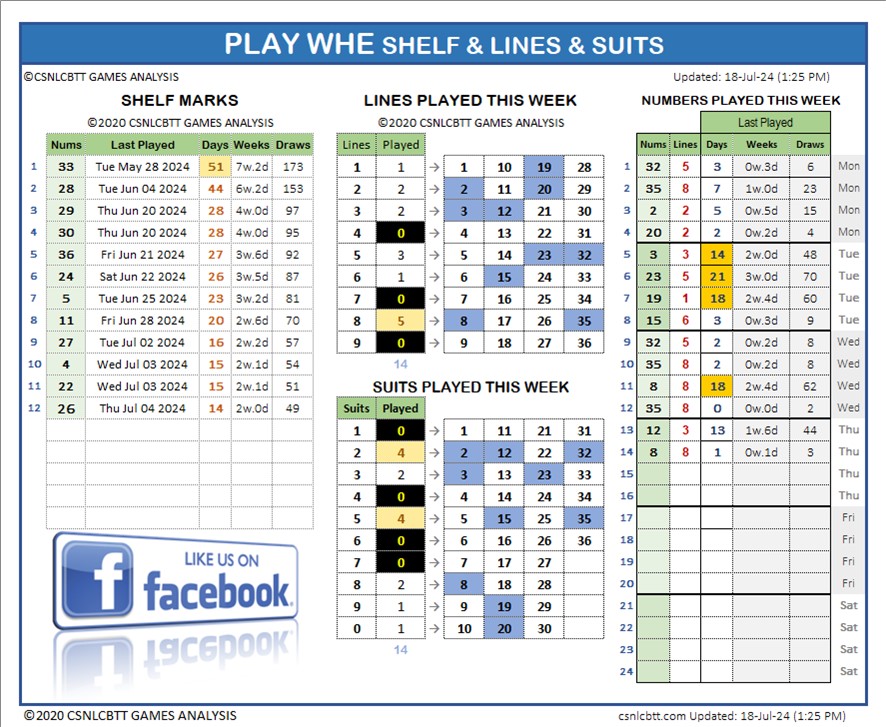 PLAY WHE SHELF & LINES & SUITS
©CSNLCBTT GAMES ANALYSIS
Updated: 18-Jul-24 (1:25 PM)
SHELF MARKS
©2020 CSNLCBTT GAMES ANALYSIS
Nums Last Played Days Weeks Draws
1 33 Tue May 28 2024 51 7w.2d 173
2 28 Tue Jun 04 2024 44 6w.2d 153
3 29 Thu Jun 20 2024 28 4w.0d 97
4 30 Thu Jun 20 2024 28 4w.0d 95
5 36 Fri Jun 21 2024 27 3w.6d 92
6 24 Sat Jun 22 2024 26 3w.5d 87
7 5 Tue Jun 25 2024 23 3w.2d 81
8 11 Fri Jun 28 2024 20 2w.6d 70
9 27 Tue Jul 02 2024 16 2w.2d 57
10 4 Wed Jul 03 2024 15 2w.1d 54
11 22 Wed Jul 03 2024 15 2w.1d 51
12 26 Thu Jul 04 2024 14 2w.0d 49
LIKE US ON
f facebook.
LINES PLAYED THIS WEEK
©2020 CSNLCBTT GAMES ANALYSIS
Lines Played
1 1 → 1 10 19 28
2 2 → 2 11 20 29
3 2 → 3 12 21 30
4 0 → 4 13 22 31
5 3 → 5 14 23 32
6 1 → 6 15 24 33
7 0 → 7 16 25 34
8 5 → 8 17 26 35
9 0 → 9 18 27 36
14
SUITS PLAYED THIS WEEK
Suits Played
1 0 → 1 11 21 31
2 4 → 2 12 22 32
3 2 → 3 13 23 33
4 0 → 4 14 24 34
5 4 → 5 15 25 35
6 0 → 6 16 26 36
7 0 → 7 17 27
8 2 → 8 18 28
9 1 → 9 19 29
0 1 → 10 20 30
14
NUMBERS PLAYED THIS WEEK
Last Played
Nums Lines Days Weeks Draws
1 32 5 3 0w.3d 6 Mon
2 35 8 7 1w.0d 23 Mon
3 2 2 5 0w.5d 15 Mon
4 20 2 2 0w.2d 4 Mon
5 3 3 14 2w.0d 48 Tue
6 23 5 21 3w.0d 70 Tue
7 19 1 18 2w.4d 60 Tue
8 15 6 3 0w.3d 9 Tue
9 32 5 2 0w.2d 8 Wed
10 35 8 2 0w.2d 8 Wed
11 8 8 18 2w.4d 62 Wed
12 35 8 0 0w.0d 2 Wed
13 12 3 13 1w.6d 44 Thu
14 8 8 1 0w.1d 3 Thu
15 Thu
16 Thu
17 Fri
18 Fri
19 Fri
20 Fri
21 Sat
22 Sat
23 Sat
24 Sat
©2020 CSNLCBTT GAMES ANALYSIS
csnlcbtt.com Updated: 18-Jul-24 (1:25 PM)